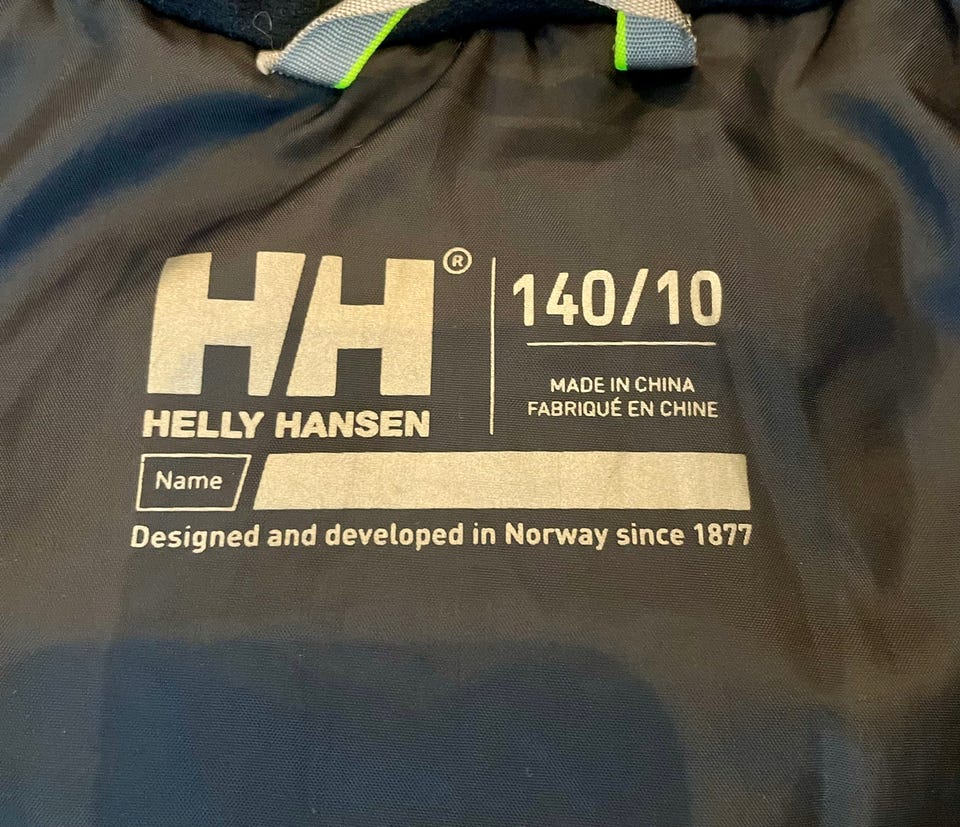 HH®
HELLY HANSEN
140/10
MADE IN CHINA
FABRIQUÉ EN CHINE
Name
Designed and developed in Norway since 1877